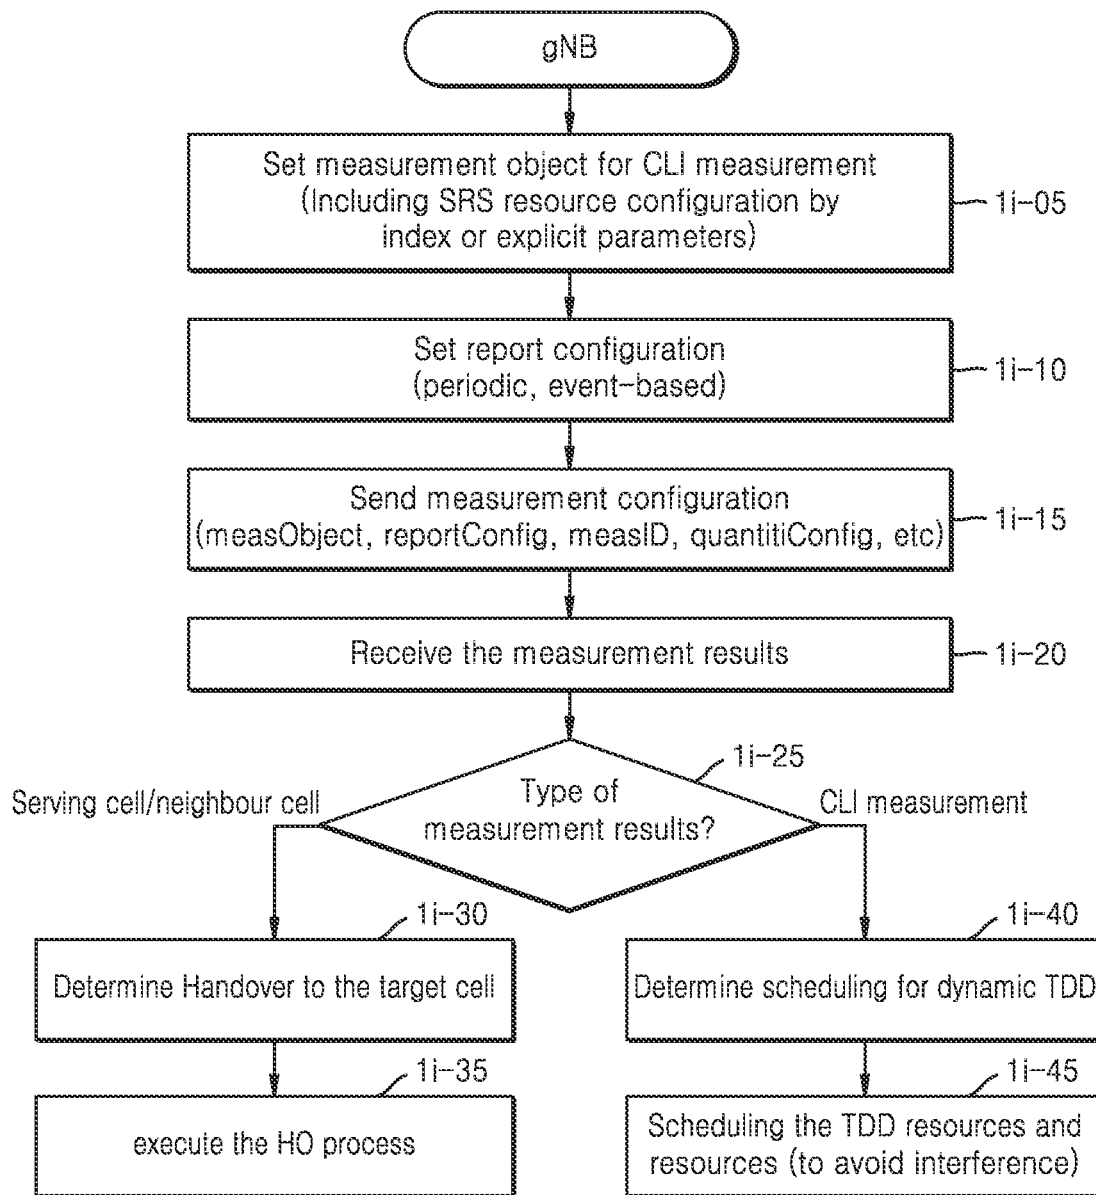 gNB
Set measurement object for CLI measurement
(Including SRS resource configuration by
index or explicit parameters)
1i-05
Set report configuration
(periodic, event-based)
1i-10
Send measurement configuration
(measObject, reportConfig, measID, quantitiConfig, etc)
1i-15
Receive the measurement results
1i-20
1i-25
Type of
measurement results?
Serving cell/neighbour cell
CLI measurement
1i-30
Determine Handover to the target cell
1i-40
Determine scheduling for dynamic TDD
1i-35
execute the HO process
1i-45
Scheduling the TDD resources and
resources (to avoid interference)